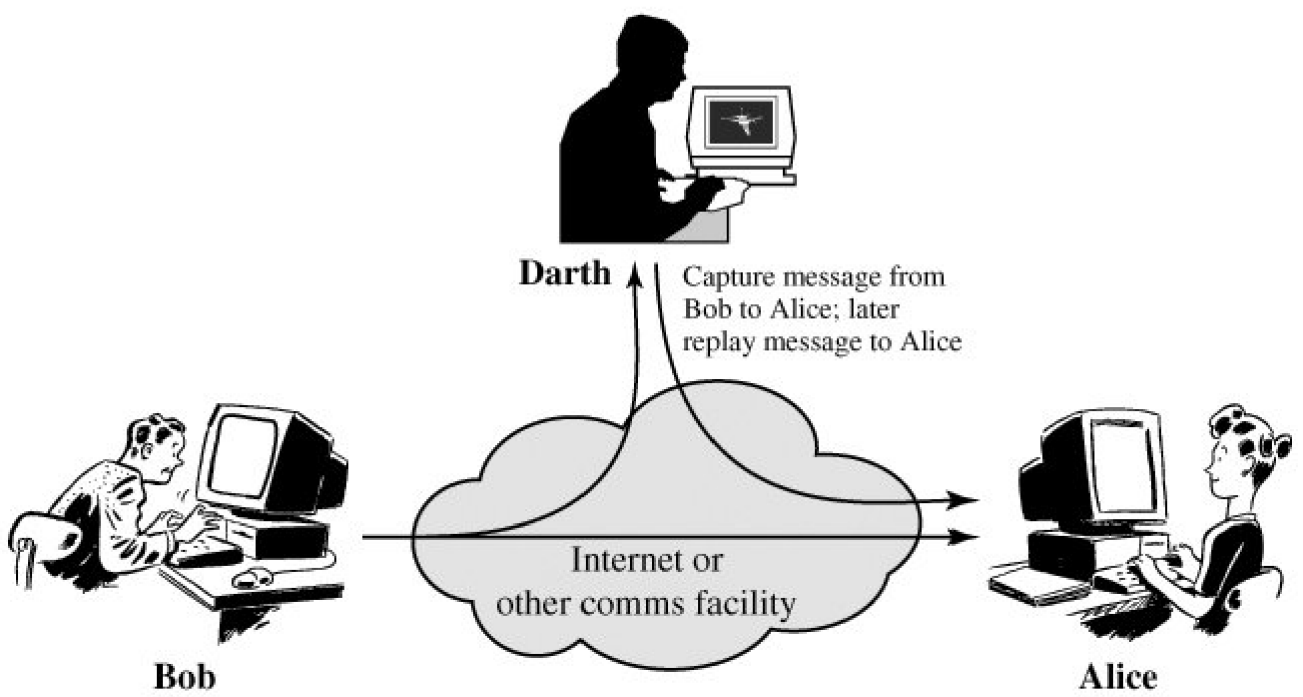 Darth
Capture message from
Bob to Alice; later
replay message to Alice
Internet or
other comms facility
Bob
Alice